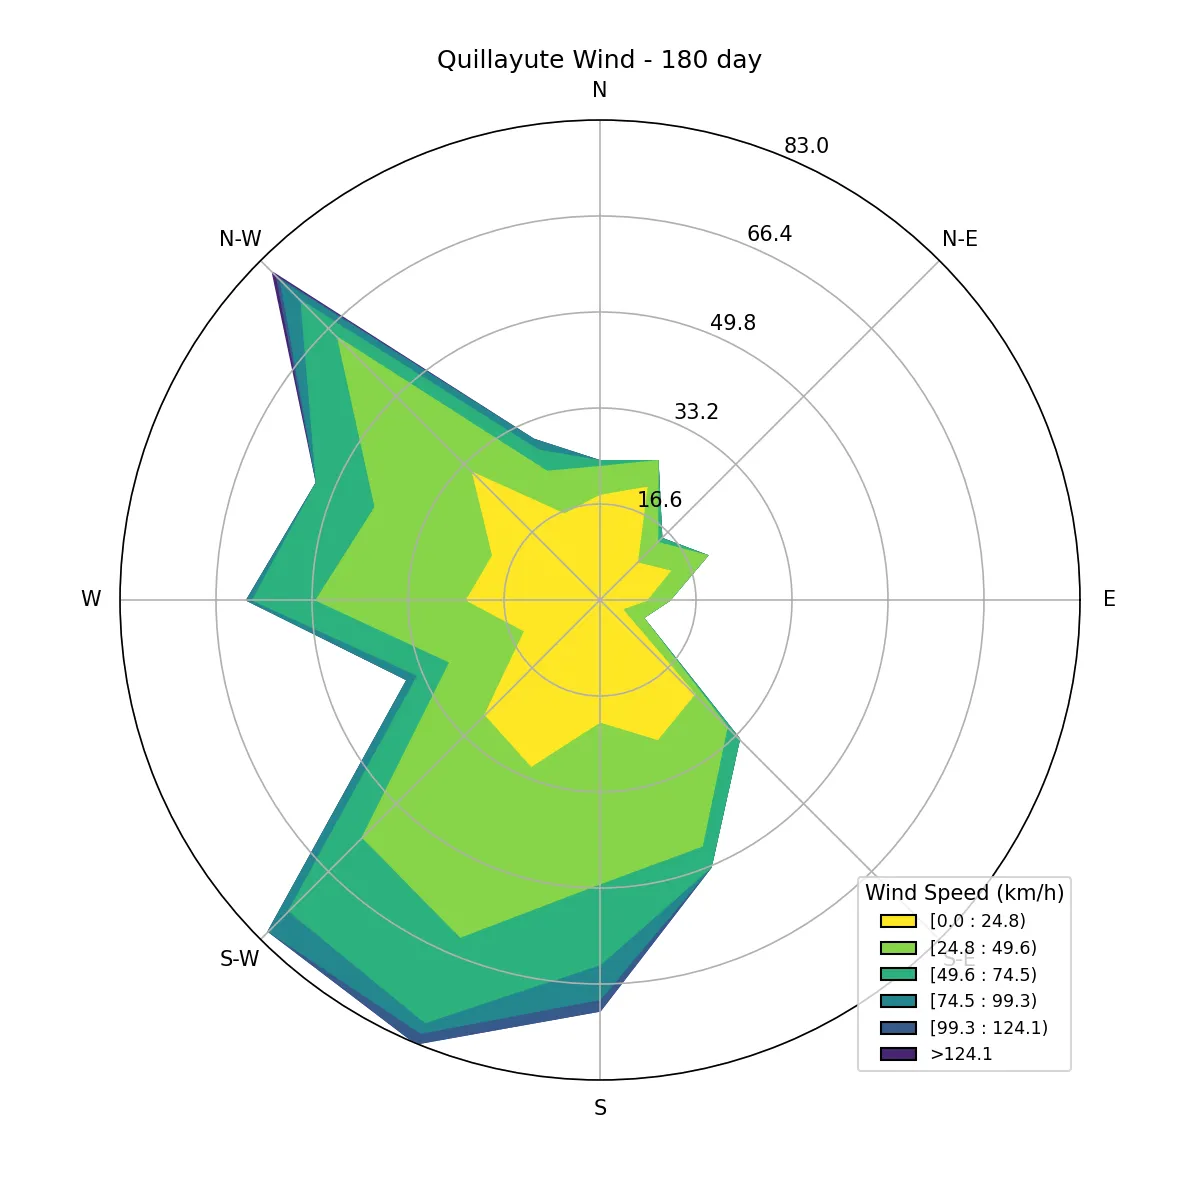 Quillayute Wind - 180 day
N
83.0
N-W
66.4
N-E
49.8
33.2
16.6
W
E
S-W
S-E
S
Wind Speed (km/h)
[0.0 : 24.8)
[24.8 : 49.6)
[49.6 : 74.5)
[74.5 : 99.3)
[99.3 : 124.1)
>124.1